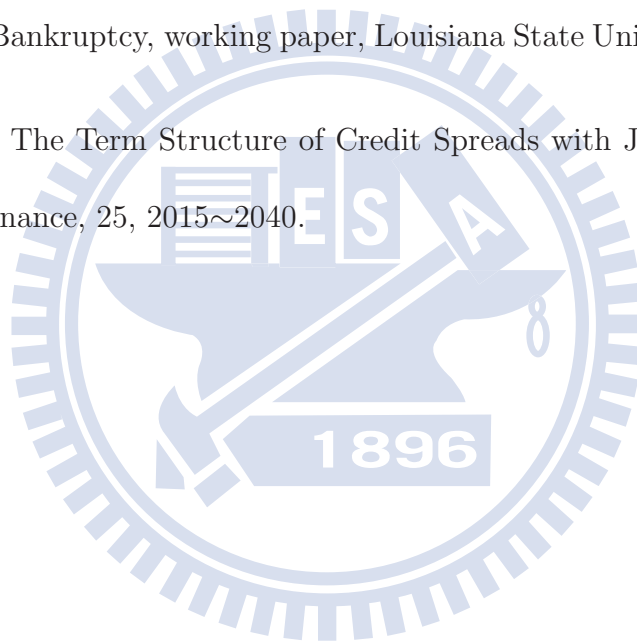 Bankruptcy, working paper, Louisiana State Uni
The Term Structure of Credit Spreads with J
nance, 25, 2015~2040.
E S A
1896